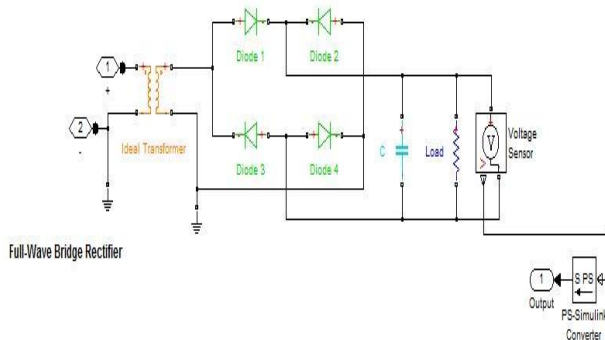 Diode 1
Diode 2
1
+
2
-
Ideal Transformer
Diode 3
Diode 4
C
Load
V
Voltage
Sensor
Full-Wave Bridge Rectifier
1
Output
S PS
PS-Simulink
Converter